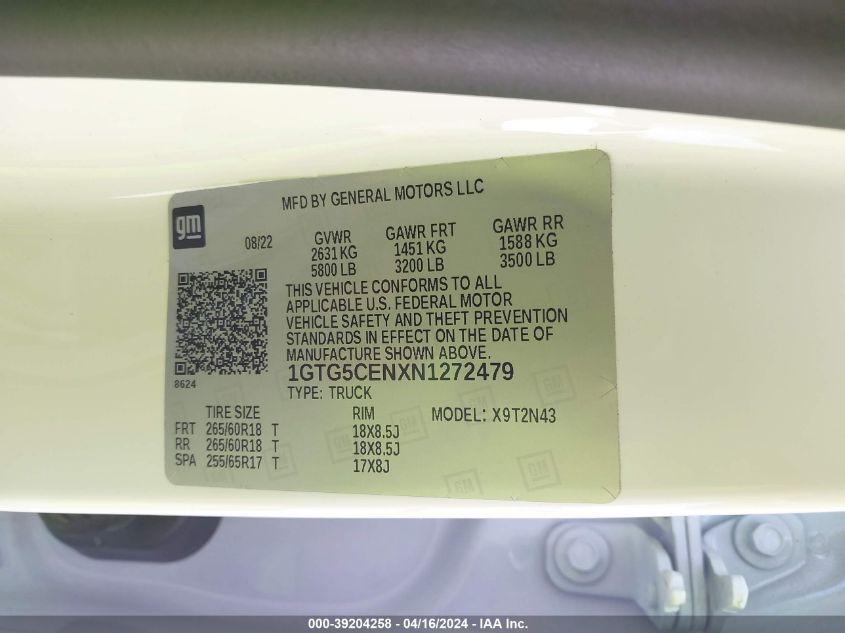 MFD BY GENERAL MOTORS LLC
gm
08/22 GVWR GAWR FRT GAWR RR
2631 KG 1451 KG 1588 KG
5800 LB 3200 LB 3500 LB
THIS VEHICLE CONFORMS TO ALL
APPLICABLE U.S. FEDERAL MOTOR
VEHICLE SAFETY AND THEFT PREVENTION
STANDARDS IN EFFECT ON THE DATE OF
MANUFACTURE SHOWN ABOVE.
8624
1GTG5CENXN1272479
TYPE: TRUCK
TIRE SIZE RIM MODEL: X9T2N43
FRT 265/60R18 T 18X8.5J
RR 265/60R18 T 18X8.5J
SPA 255/65R17 T 17X8J
000-39204258 - 04/16/2024 - IAA Inc.